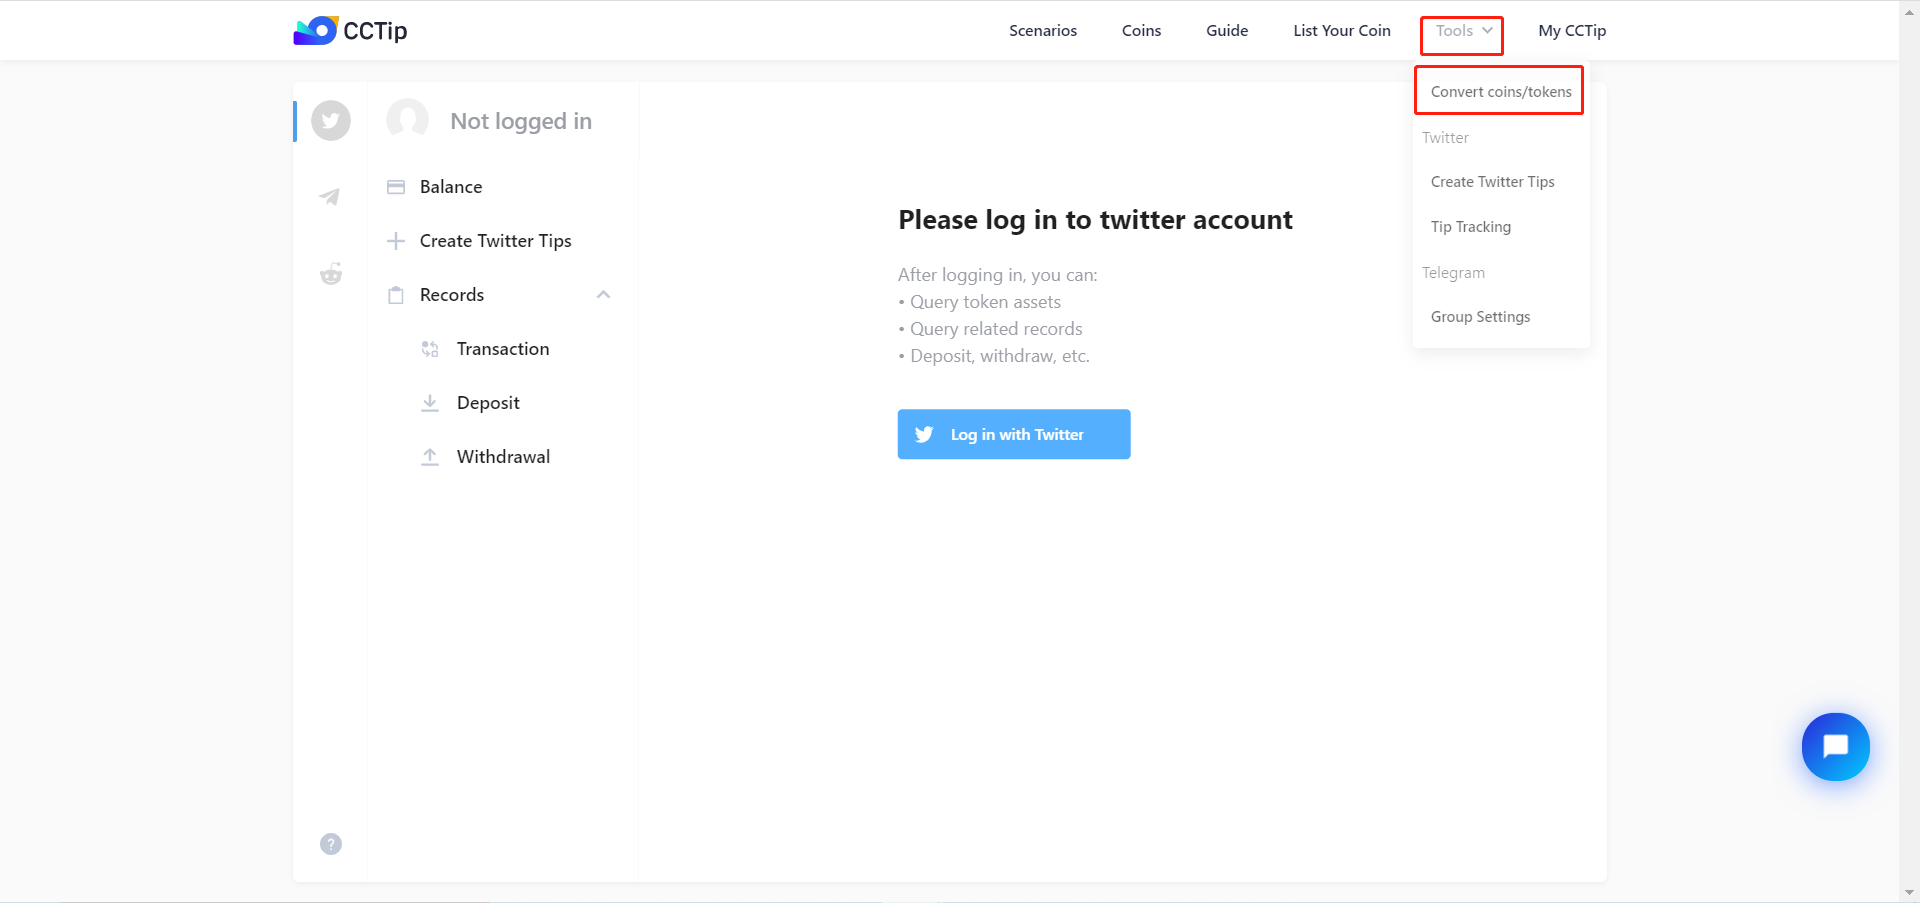 CCTip
Scenarios
Coins
Guide
List Your Coin
Tools
My CCTip
Convert coins/tokens
Twitter
Create Twitter Tips
Tip Tracking
Telegram
Group Settings
Not logged in
Balance
Create Twitter Tips
Records
Transaction
Deposit
Withdrawal
Please log in to twitter account
After logging in, you can:
• Query token assets
• Query related records
• Deposit, withdraw, etc.
Log in with Twitter
?